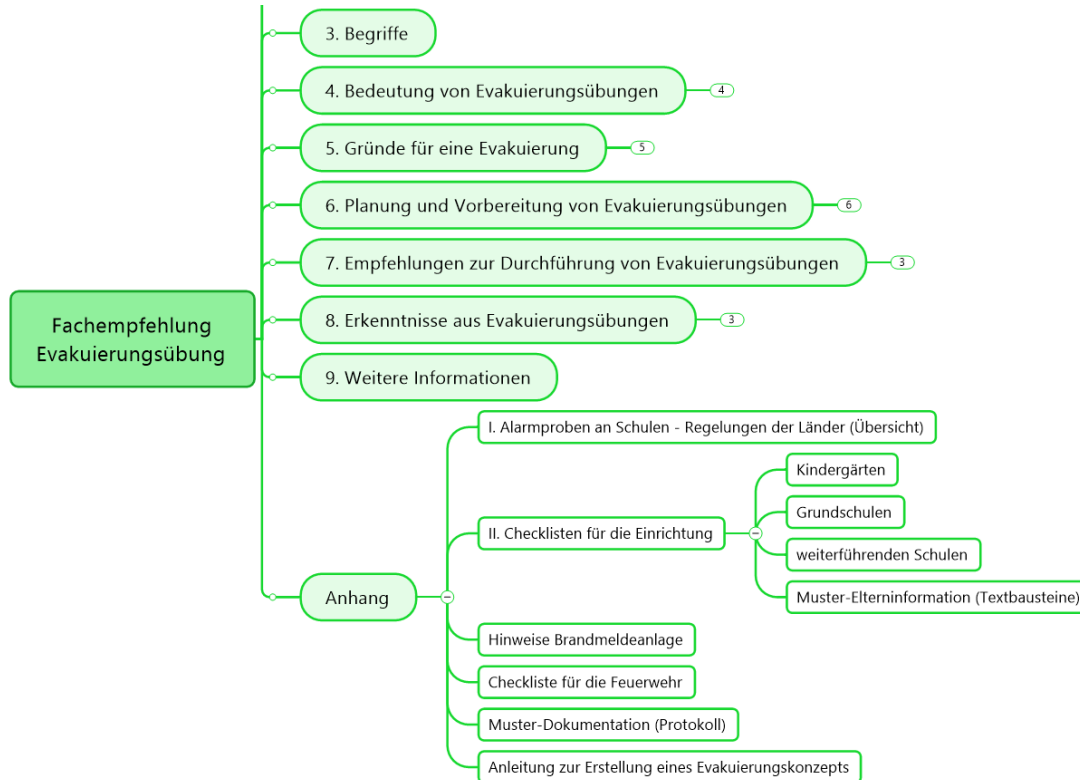 3. Begriffe
4. Bedeutung von Evakuierungsübungen
4
5. Gründe für eine Evakuierung
5
6. Planung und Vorbereitung von Evakuierungsübungen
6
7. Empfehlungen zur Durchführung von Evakuierungsübungen
3
Fachempfehlung
Evakuierungsübung
8. Erkenntnisse aus Evakuierungsübungen
3
9. Weitere Informationen
Anhang
I. Alarmproben an Schulen - Regelungen der Länder (Übersicht)
II. Checklisten für die Einrichtung
Kindergärten
Grundschulen
weiterführenden Schulen
Muster-Elterninformation (Textbausteine)
Hinweise Brandmeldeanlage
Checkliste für die Feuerwehr
Muster-Dokumentation (Protokoll)
Anleitung zur Erstellung eines Evakuierungskonzepts